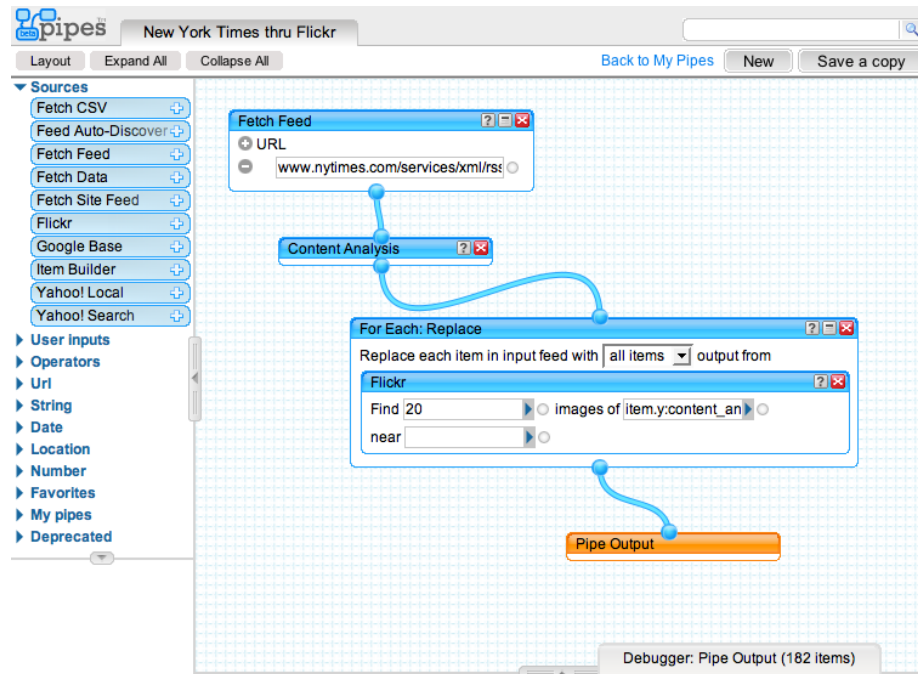 pipes™
beta
New York Times thru Flickr
Layout Expand All Collapse All Back to My Pipes New Save a copy
Sources
Fetch CSV
Feed Auto-Discover
Fetch Feed
Fetch Data
Fetch Site Feed
Flickr
Google Base
Item Builder
Yahoo! Local
Yahoo! Search
User inputs
Operators
Url
String
Date
Location
Number
Favorites
My pipes
Deprecated
Fetch Feed ?
URL
www.nytimes.com/services/xml/rss
Content Analysis ?
For Each: Replace ?
Replace each item in input feed with all items output from
Flickr ?
Find 20 images of item.y:content_an
near
Pipe Output
Debugger: Pipe Output (182 items)